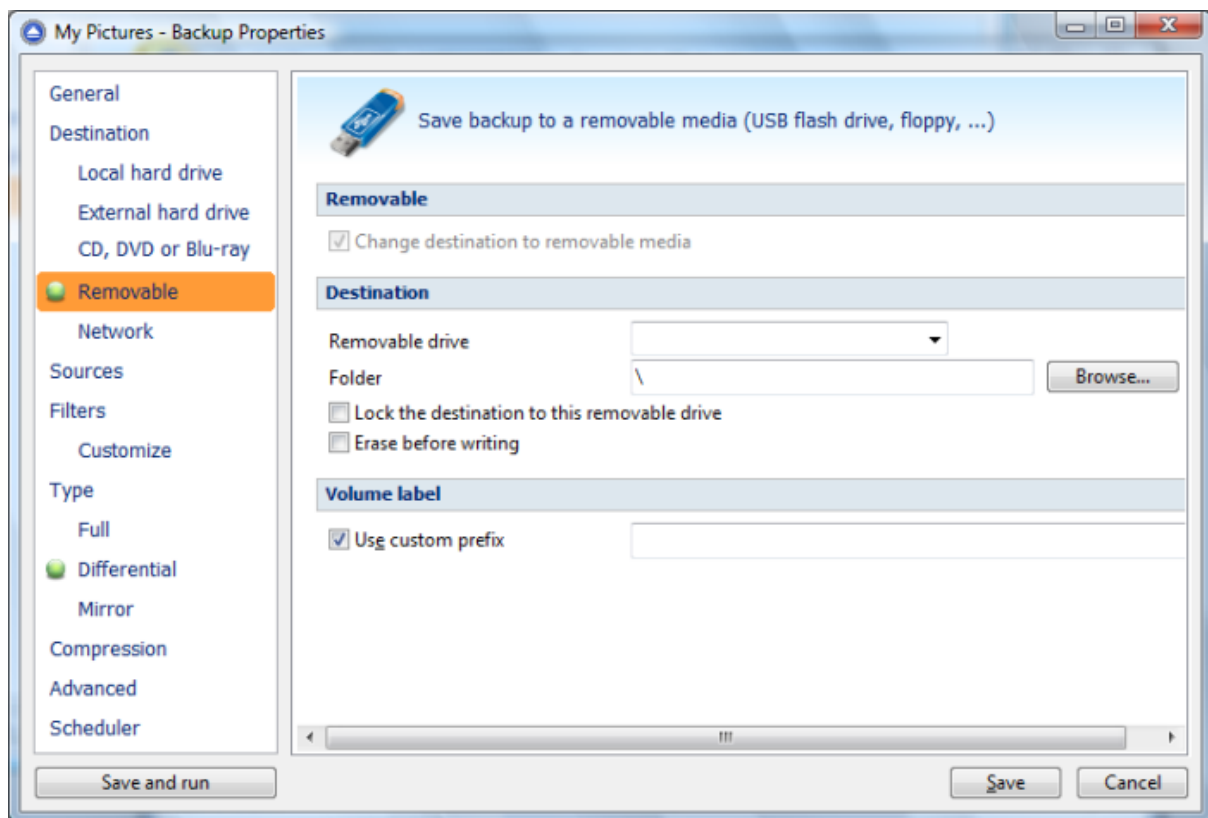 My Pictures - Backup Properties
General
Destination
Local hard drive
External hard drive
CD, DVD or Blu-ray
Removable
Network
Sources
Filters
Customize
Type
Full
Differential
Mirror
Compression
Advanced
Scheduler
Save and run
Save backup to a removable media (USB flash drive, floppy, ...)
Removable
Change destination to removable media
Destination
Removable drive
Folder \ Browse...
Lock the destination to this removable drive
Erase before writing
Volume label
Use custom prefix
Save Cancel